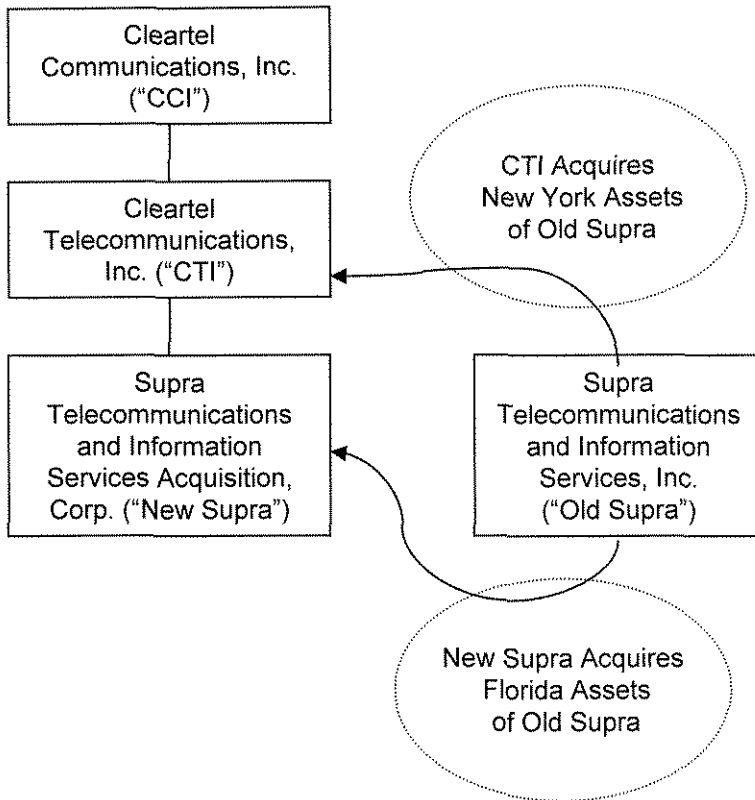 Cleartel
Communications, Inc.
(“CCI”)
CTI Acquires
New York Assets
of Old Supra
Cleartel
Telecommunications,
Inc. (“CTI”)
Supra
Telecommunications
and Information
Services Acquisition,
Corp. (“New Supra”)
Supra
Telecommunications
and Information
Services, Inc.
(“Old Supra”)
New Supra Acquires
Florida Assets
of Old Supra